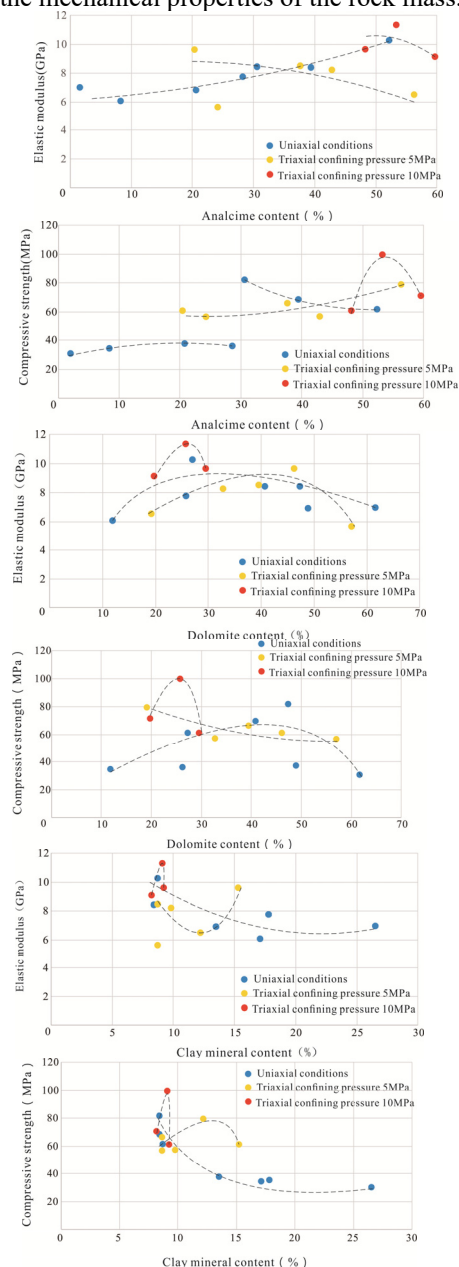 the mechanical properties of the rock mass.
Elastic modulus(GPa)
12
10
8
6
4
2
0
10
20
30
40
50
60
Uniaxial conditions
Triaxial confining pressure 5MPa
Triaxial confining pressure 10MPa
Analcime content ( % )
Compressive strength(MPa)
120
100
80
60
40
20
0
10
20
30
40
50
60
Uniaxial conditions
Triaxial confining pressure 5MPa
Triaxial confining pressure 10MPa
Analcime content ( % )
Elastic modulus (GPa)
12
10
8
6
4
2
0
10
20
30
40
50
60
70
Uniaxial conditions
Triaxial confining pressure 5MPa
Triaxial confining pressure 10MPa
Dolomite content (%)
Compressive strength ( MPa)
120
100
80
60
40
20
0
10
20
30
40
50
60
70
Uniaxial conditions
Triaxial confining pressure 5MPa
Triaxial confining pressure 10MPa
Dolomite content ( % )
Elastic modulus (GPa)
12
10
8
6
4
2
0
5
10
15
20
25
30
Uniaxial conditions
Triaxial confining pressure 5MPa
Triaxial confining pressure 10MPa
Clay mineral content (%)
Compressive strength ( MPa)
100
80
60
40
20
0
5
10
15
20
25
30
Uniaxial conditions
Triaxial confining pressure 5MPa
Triaxial confining pressure 10MPa
Clay mineral content ( % )